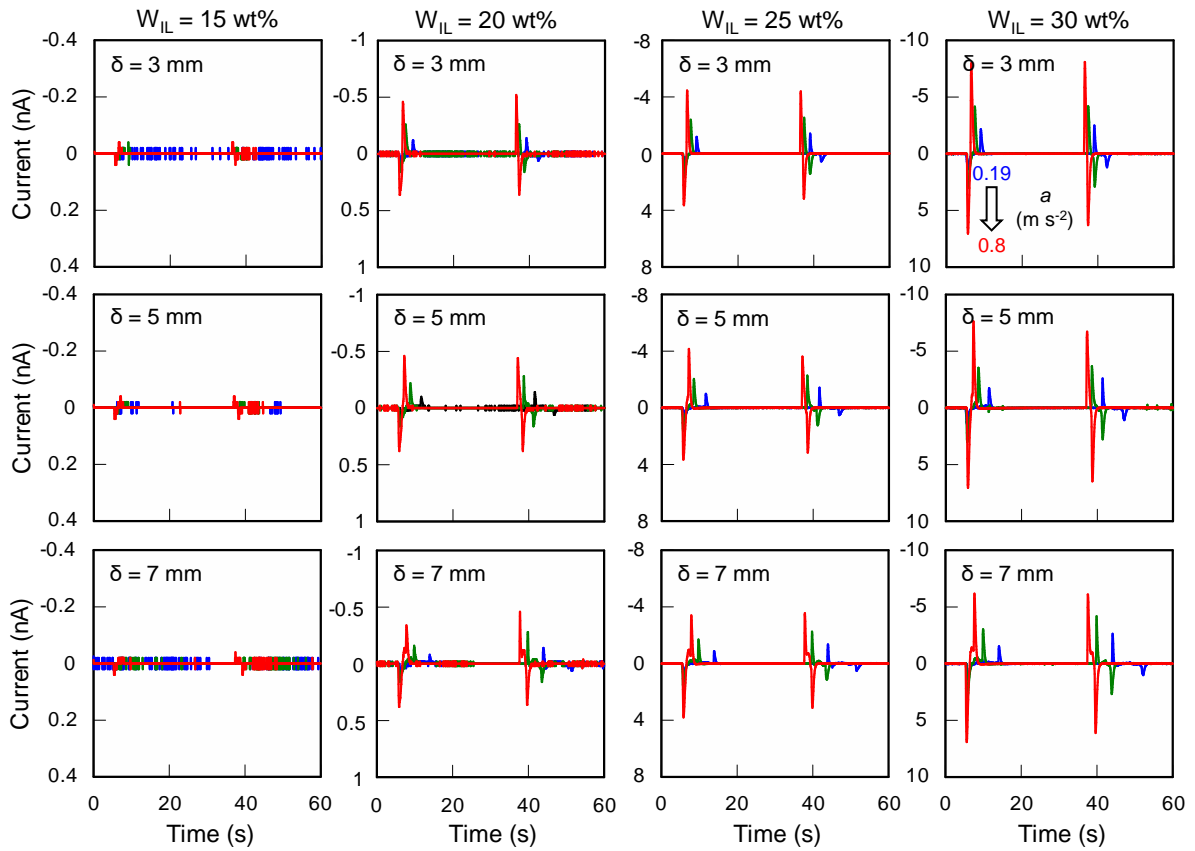 W_IL = 15 wt%
W_IL = 20 wt%
W_IL = 25 wt%
W_IL = 30 wt%
Current (nA)
-0.4
-0.2
0
0.2
0.4
δ = 3 mm
-1
-0.5
0
0.5
1
δ = 3 mm
-8
-4
0
4
8
δ = 3 mm
-10
-5
0
5
10
δ = 3 mm
0.19
a
(m s⁻²)
0.8
Current (nA)
-0.4
-0.2
0
0.2
0.4
δ = 5 mm
-1
-0.5
0
0.5
1
δ = 5 mm
-8
-4
0
4
8
δ = 5 mm
-10
-5
0
5
10
δ = 5 mm
Current (nA)
-0.4
-0.2
0
0.2
0.4
δ = 7 mm
-1
-0.5
0
0.5
1
δ = 7 mm
-8
-4
0
4
8
δ = 7 mm
-10
-5
0
5
10
δ = 7 mm
0 20 40 60
0 20 40 60
0 20 40 60
0 20 40 60
Time (s)
Time (s)
Time (s)
Time (s)